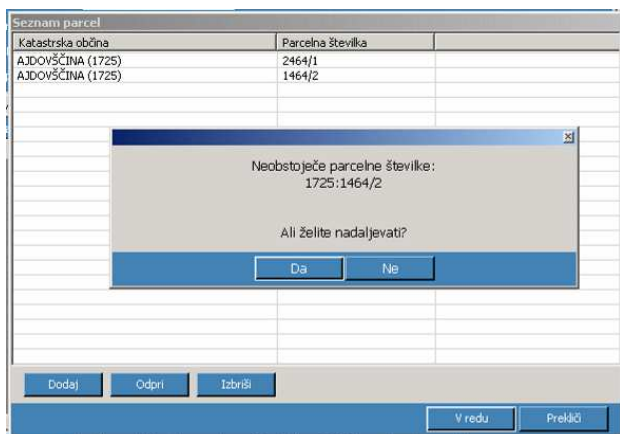 Seznam parcel
Katastrska občina Parcelna številka
AJDOVŠČINA (1725) 2464/1
AJDOVŠČINA (1725) 1464/2
Neobstoječe parcelne številke:
1725:1464/2
Ali želite nadaljevati?
Da Ne
Dodaj Odpri Izbriši
V redu Prekliči